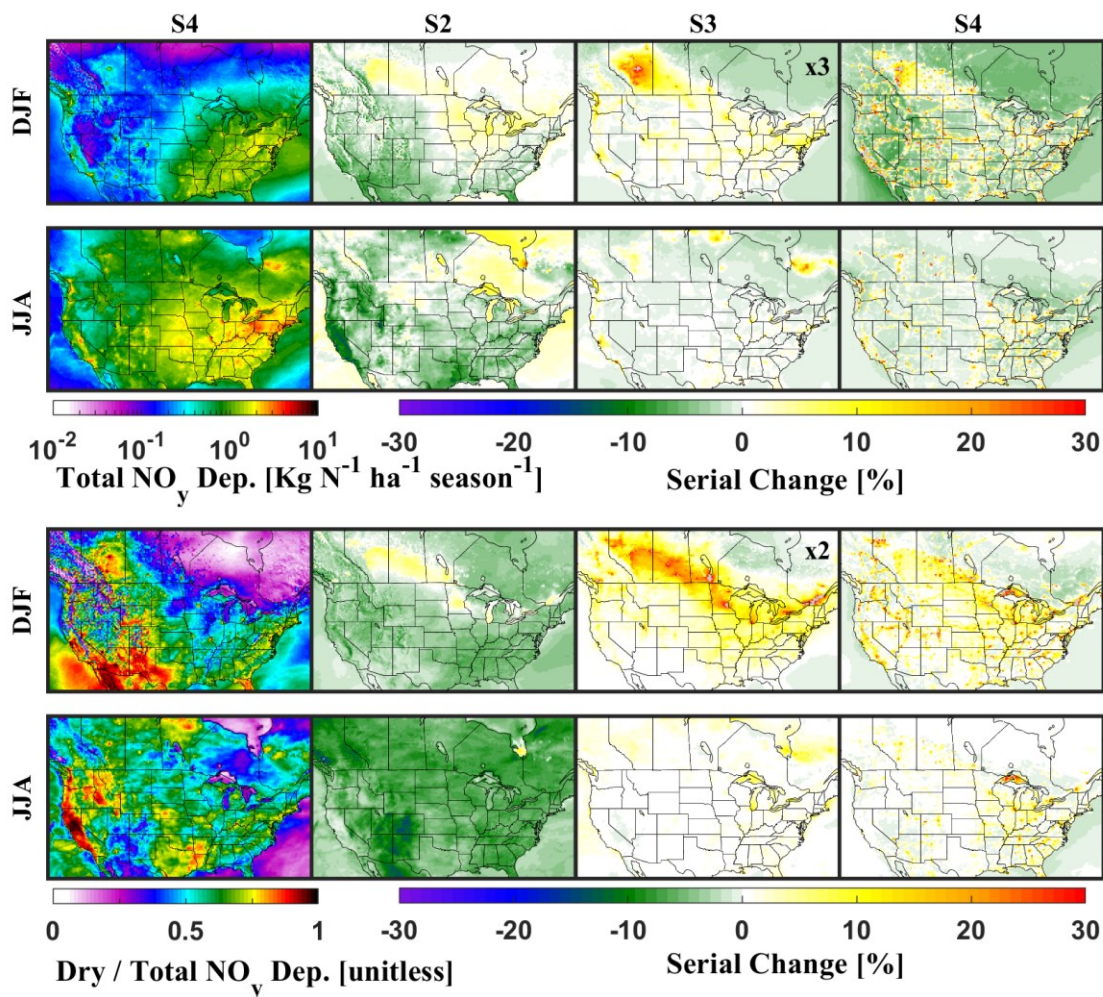 S4 S2 S3 S4
DJF x3
JJA
10-2 10-1 100 101 -30 -20 -10 0 10 20 30
Total NOy Dep. [Kg N-1 ha-1 season-1] Serial Change [%]
DJF x2
JJA
0 0.5 1 -30 -20 -10 0 10 20 30
Dry / Total NOy Dep. [unitless] Serial Change [%]